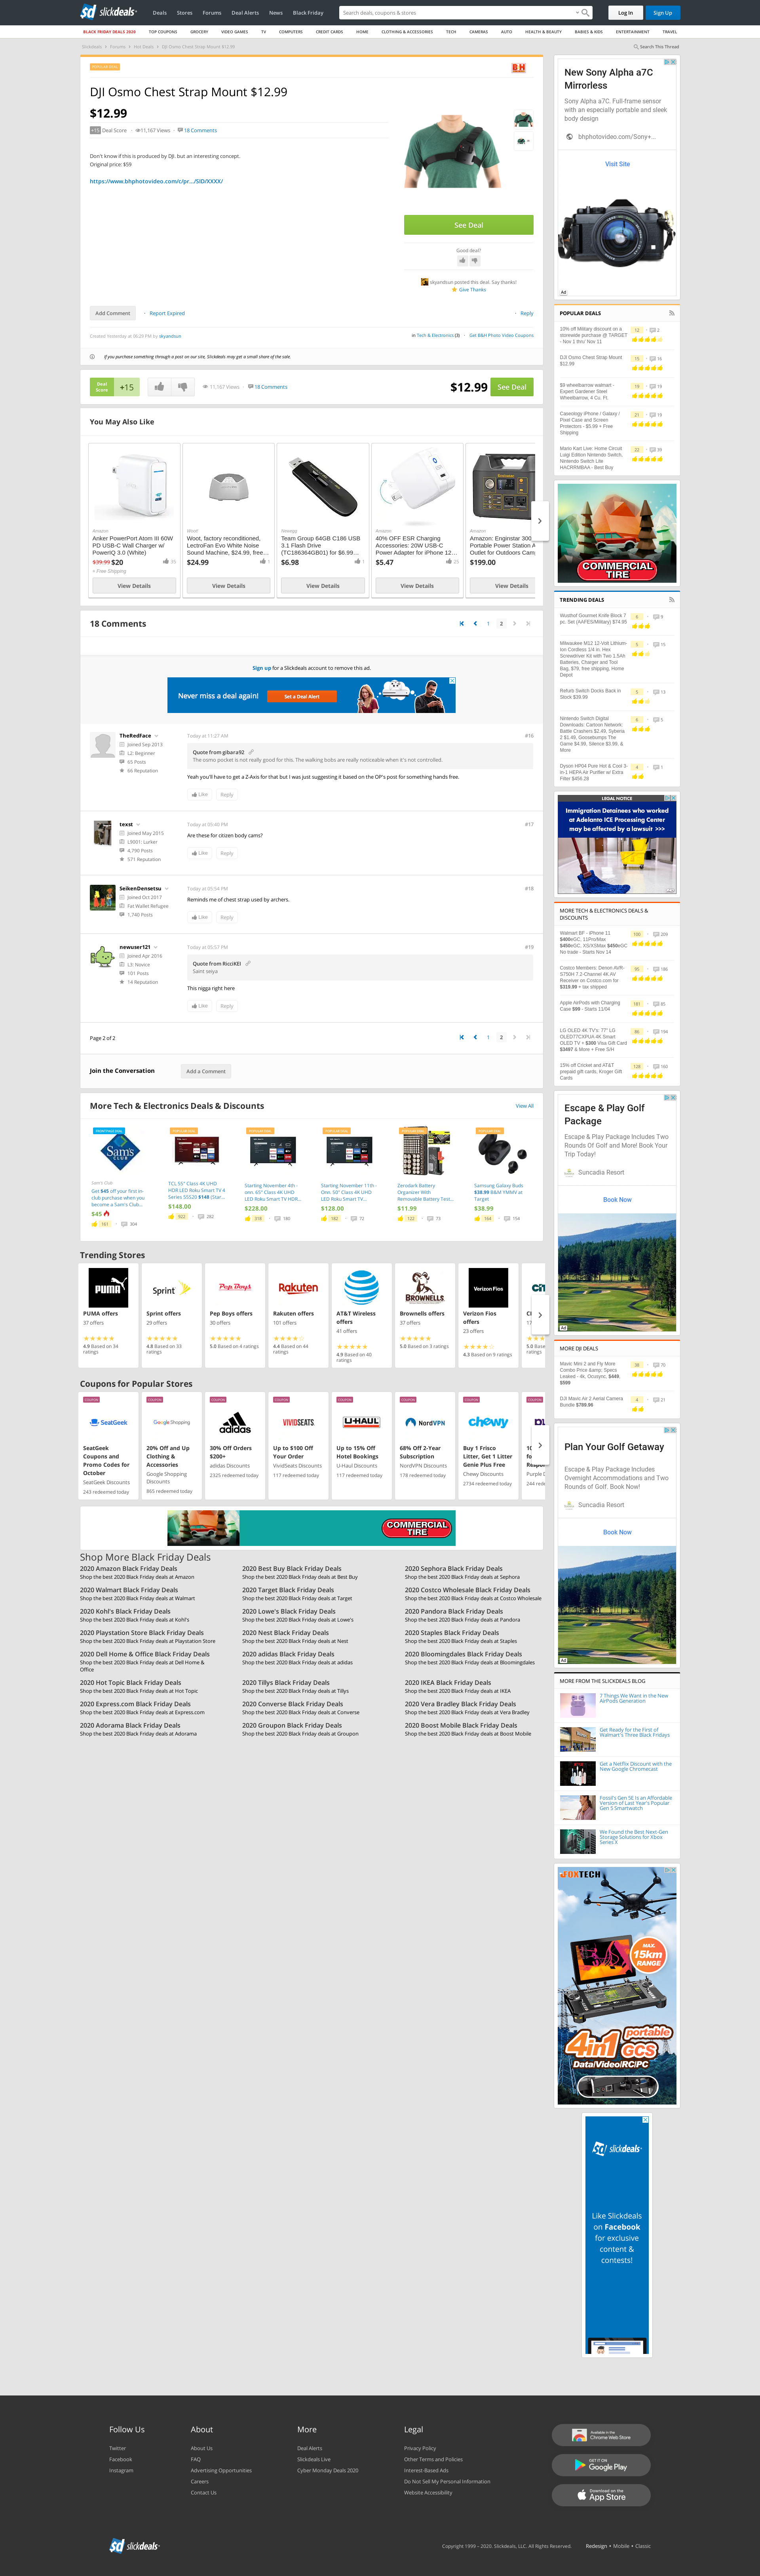 slickdeals
Deals Stores Forums Deal Alerts News Black Friday
Search deals, coupons & stores
Log In Sign Up
BLACK FRIDAY DEALS 2020 TOP COUPONS GROCERY VIDEO GAMES TV COMPUTERS CREDIT CARDS HOME CLOTHING & ACCESSORIES TECH CAMERAS AUTO HEALTH & BEAUTY BABIES & KIDS ENTERTAINMENT TRAVEL
Slickdeals Forums Hot Deals DJI Osmo Chest Strap Mount $12.99
Search This Thread
DJI Osmo Chest Strap Mount $12.99
$12.99
+15 Deal Score 11,167 Views 18 Comments
Don't know if this is produced by DJI, but an interesting concept.
Original price: $59
https://www.bhphotovideo.com/c/pr.../SID/XXXX/
See Deal
Good deal?
skyandsun posted this deal. Say thanks!
Give Thanks
Add Comment Report Expired Reply
Created Yesterday at 06:29 PM by skyandsun
in Tech & Electronics (3) Get B&H Photo Video Coupons
If you purchase something through a post on our site, Slickdeals may get a small share of the sale.
Deal Score +15 11,167 Views 18 Comments $12.99 See Deal
You May Also Like
Amazon
Anker PowerPort Atom III 60W PD USB-C Wall Charger w/ PowerIQ 3.0 (White)
$39.99 $20 35
+ Free Shipping
View Details
Woot!
Woot, factory reconditioned, LectroFan Evo White Noise Sound Machine, $24.99, free...
$24.99 1
View Details
Newegg
Team Group 64GB C186 USB 3.1 Flash Drive (TC186364GB01) for $6.99...
$6.98 1
View Details
Amazon
40% OFF ESR Charging Accessories: 20W USB-C Power Adapter for iPhone 12...
$5.47 25
View Details
Amazon
Amazon: Enginstar 300 Portable Power Station A Outlet for Outdoors Cam
$199.00
View Details
18 Comments
1 2
Sign up for a Slickdeals account to remove this ad.
Never miss a deal again! Set a Deal Alert
TheRedFace
Joined Sep 2013
L2: Beginner
65 Posts
66 Reputation
Today at 11:27 AM #16
Quote from gibara92
The osmo pocket is not really good for this. The walking bobs are really noticeable when it's not controlled.
Yeah you'll have to get a Z-Axis for that but I was just suggesting it based on the OP's post for something hands free.
Like Reply
texst
Joined May 2015
L9001: Lurker
4,790 Posts
571 Reputation
Today at 05:40 PM #17
Are these for citizen body cams?
Like Reply
SeikenDensetsu
Joined Oct 2017
Fat Wallet Refugee
1,740 Posts
Today at 05:54 PM #18
Reminds me of chest strap used by archers.
Like Reply
newuser121
Joined Apr 2016
L3: Novice
101 Posts
14 Reputation
Today at 05:57 PM #19
Quote from RicciKEI
Saint seiya
This nigga right here
Like Reply
Page 2 of 2
1 2
Join the Conversation Add a Comment
More Tech & Electronics Deals & Discounts View All
Sam's Club
Get $45 off your first in-club purchase when you become a Sam's Club...
$45
161 304
TCL 55" Class 4K UHD HDR LED Roku Smart TV 4 Series 55S20 $148 (Star...
$148.00
502 262
Starting November 4th - onn. 65" Class 4K UHD LED Roku Smart TV HDR...
$228.00
318 180
Starting November 11th - Onn. 50" Class 4K UHD LED Roku Smart TV...
$128.00
182 72
Zerodark Battery Organizer With Removable Battery Test...
$11.99
122 73
Samsung Galaxy Buds $38.99 B&M YMMV at Target
$38.99
164 154
Trending Stores
PUMA offers
37 offers
4.9 Based on 34 ratings
Sprint offers
29 offers
4.8 Based on 33 ratings
Pep Boys offers
30 offers
5.0 Based on 4 ratings
Rakuten offers
101 offers
4.4 Based on 44 ratings
AT&T Wireless offers
41 offers
4.9 Based on 40 ratings
Brownells offers
37 offers
5.0 Based on 3 ratings
Verizon Fios offers
23 offers
4.3 Based on 9 ratings
Coupons for Popular Stores
SeatGeek Coupons and Promo Codes for October
SeatGeek Discounts
243 redeemed today
20% Off and Up Clothing & Accessories
Google Shopping Discounts
865 redeemed today
30% Off Orders $200+
adidas Discounts
2325 redeemed today
Up to $100 Off Your Order
VividSeats Discounts
117 redeemed today
Up to 15% Off Hotel Bookings
U-Haul Discounts
117 redeemed today
68% Off 2-Year Subscription
NordVPN Discounts
178 redeemed today
Buy 1 Frisco Litter, Get 1 Litter Genie Plus Free
Chewy Discounts
2734 redeemed today
COMMERCIAL TIRE
Shop More Black Friday Deals
2020 Amazon Black Friday Deals
Shop the best 2020 Black Friday deals at Amazon
2020 Best Buy Black Friday Deals
Shop the best 2020 Black Friday deals at Best Buy
2020 Sephora Black Friday Deals
Shop the best 2020 Black Friday deals at Sephora
2020 Walmart Black Friday Deals
Shop the best 2020 Black Friday deals at Walmart
2020 Target Black Friday Deals
Shop the best 2020 Black Friday deals at Target
2020 Costco Wholesale Black Friday Deals
Shop the best 2020 Black Friday deals at Costco Wholesale
2020 Kohl's Black Friday Deals
Shop the best 2020 Black Friday deals at Kohl's
2020 Lowe's Black Friday Deals
Shop the best 2020 Black Friday deals at Lowe's
2020 Pandora Black Friday Deals
Shop the best 2020 Black Friday deals at Pandora
2020 Playstation Store Black Friday Deals
Shop the best 2020 Black Friday deals at Playstation Store
2020 Nest Black Friday Deals
Shop the best 2020 Black Friday deals at Nest
2020 Staples Black Friday Deals
Shop the best 2020 Black Friday deals at Staples
2020 Dell Home & Office Black Friday Deals
Shop the best 2020 Black Friday deals at Dell Home & Office
2020 adidas Black Friday Deals
Shop the best 2020 Black Friday deals at adidas
2020 Bloomingdales Black Friday Deals
Shop the best 2020 Black Friday deals at Bloomingdales
2020 Hot Topic Black Friday Deals
Shop the best 2020 Black Friday deals at Hot Topic
2020 Tillys Black Friday Deals
Shop the best 2020 Black Friday deals at Tillys
2020 IKEA Black Friday Deals
Shop the best 2020 Black Friday deals at IKEA
2020 Express.com Black Friday Deals
Shop the best 2020 Black Friday deals at Express.com
2020 Converse Black Friday Deals
Shop the best 2020 Black Friday deals at Converse
2020 Vera Bradley Black Friday Deals
Shop the best 2020 Black Friday deals at Vera Bradley
2020 Adorama Black Friday Deals
Shop the best 2020 Black Friday deals at Adorama
2020 Groupon Black Friday Deals
Shop the best 2020 Black Friday deals at Groupon
2020 Boost Mobile Black Friday Deals
Shop the best 2020 Black Friday deals at Boost Mobile
New Sony Alpha a7C Mirrorless
Sony Alpha a7C: Full-frame sensor with an especially portable and sleek body design
bhphotovideo.com/Sony+...
Visit Site
Ad
POPULAR DEALS
10% off Military discount on a storewide purchase @ TARGET - Nov 1 thru' Nov 11
12 2
DJI Osmo Chest Strap Mount $12.99
15 16
$9 wheelbarrow walmart - Expert Gardener Steel Wheelbarrow, 4 Cu. Ft.
19 19
Caseology iPhone / Galaxy / Pixel Case and Screen Protectors - $5.99 + Free Shipping
21 19
Mario Kart Live: Home Circuit Luigi Edition Nintendo Switch, Nintendo Switch Lite HACRRMBAA - Best Buy
22 39
COMMERCIAL TIRE
TRENDING DEALS
Wusthof Gourmet Knife Block 7 pc. Set (AAFES/Military) $74.95
6 9
Milwaukee M12 12-Volt Lithium-Ion Cordless 1/4 in. Hex Screwdriver Kit with Two 1.5Ah Batteries, Charger and Tool Bag, $79, free shipping, Home Depot
5 15
Refurb Switch Docks Back in Stock $39.99
5 13
Nintendo Switch Digital Downloads: Cartoon Network: Battle Crashers $2.49, Syberia 2 $1.49, Goosebumps The Game $4.99, Silence $3.99, & More
6 5
Dyson HP04 Pure Hot & Cool 3-in-1 HEPA Air Purifier w/ Extra Filter $456.28
4 1
LEGAL NOTICE
Immigration Detainees who worked at Adelanto ICE Processing Center may be affected by a lawsuit >>>
MORE TECH & ELECTRONICS DEALS & DISCOUNTS
Walmart BF - iPhone 11 $400eGC, 11Pro/Max $400eGC, XS/XSMax $450eGC No trade - Starts Nov 14
160 209
Costco Members: Denon AVR-S750H 7.2-Channel 4K AV Receiver on Costco.com for $319.99 + tax shipped
95 186
Apple AirPods with Charging Case $99 - Starts 11/04
161 85
LG OLED 4K TV's: 77" LG OLED77CXPUA 4K Smart OLED TV + $300 Visa Gift Card $3497 & More + Free S/H
86 194
15% off Cricket and AT&T prepaid gift cards. Kroger Gift Cards
128 160
Escape & Play Golf Package
Escape & Play Package Includes Two Rounds Of Golf and More! Book Your Trip Today!
Suncadia Resort
Book Now
Ad
MORE DJI DEALS
Mavic Mini 2 and Fly More Combo Price &amp; Specs Leaked - 4k, Ocusync, $449, $599
38 70
DJI Mavic Air 2 Aerial Camera Bundle $789.96
4 21
Plan Your Golf Getaway
Escape & Play Package Includes Overnight Accommodations and Two Rounds of Golf. Book Now!
Suncadia Resort
Book Now
Ad
MORE FROM THE SLICKDEALS BLOG
7 Things We Want in the New AirPods Generation
Get Ready for the First of Walmart's Three Black Fridays
Get a Netflix Discount with the New Google Chromecast
Fossil's Gen 5E Is an Affordable Version of Last Year's Popular Gen 5 Smartwatch
We Found the Best Next-Gen Storage Solutions for Xbox Series X
MAX. 15km RANGE
4in1 portable GCS
Data/Video/RC/PC
slickdeals
Like Slickdeals on Facebook for exclusive content & contests!
Follow Us
Twitter
Facebook
Instagram
About
About Us
FAQ
Advertising Opportunities
Careers
Contact Us
More
Deal Alerts
Slickdeals Live
Cyber Monday Deals 2020
Legal
Privacy Policy
Other Terms and Policies
Interest-Based Ads
Do Not Sell My Personal Information
Website Accessibility
Available in the Chrome Web Store
GET IT ON Google Play
Download on the App Store
slickdeals
Copyright 1999 - 2020. Slickdeals, LLC. All Rights Reserved. Redesign • Mobile • Classic